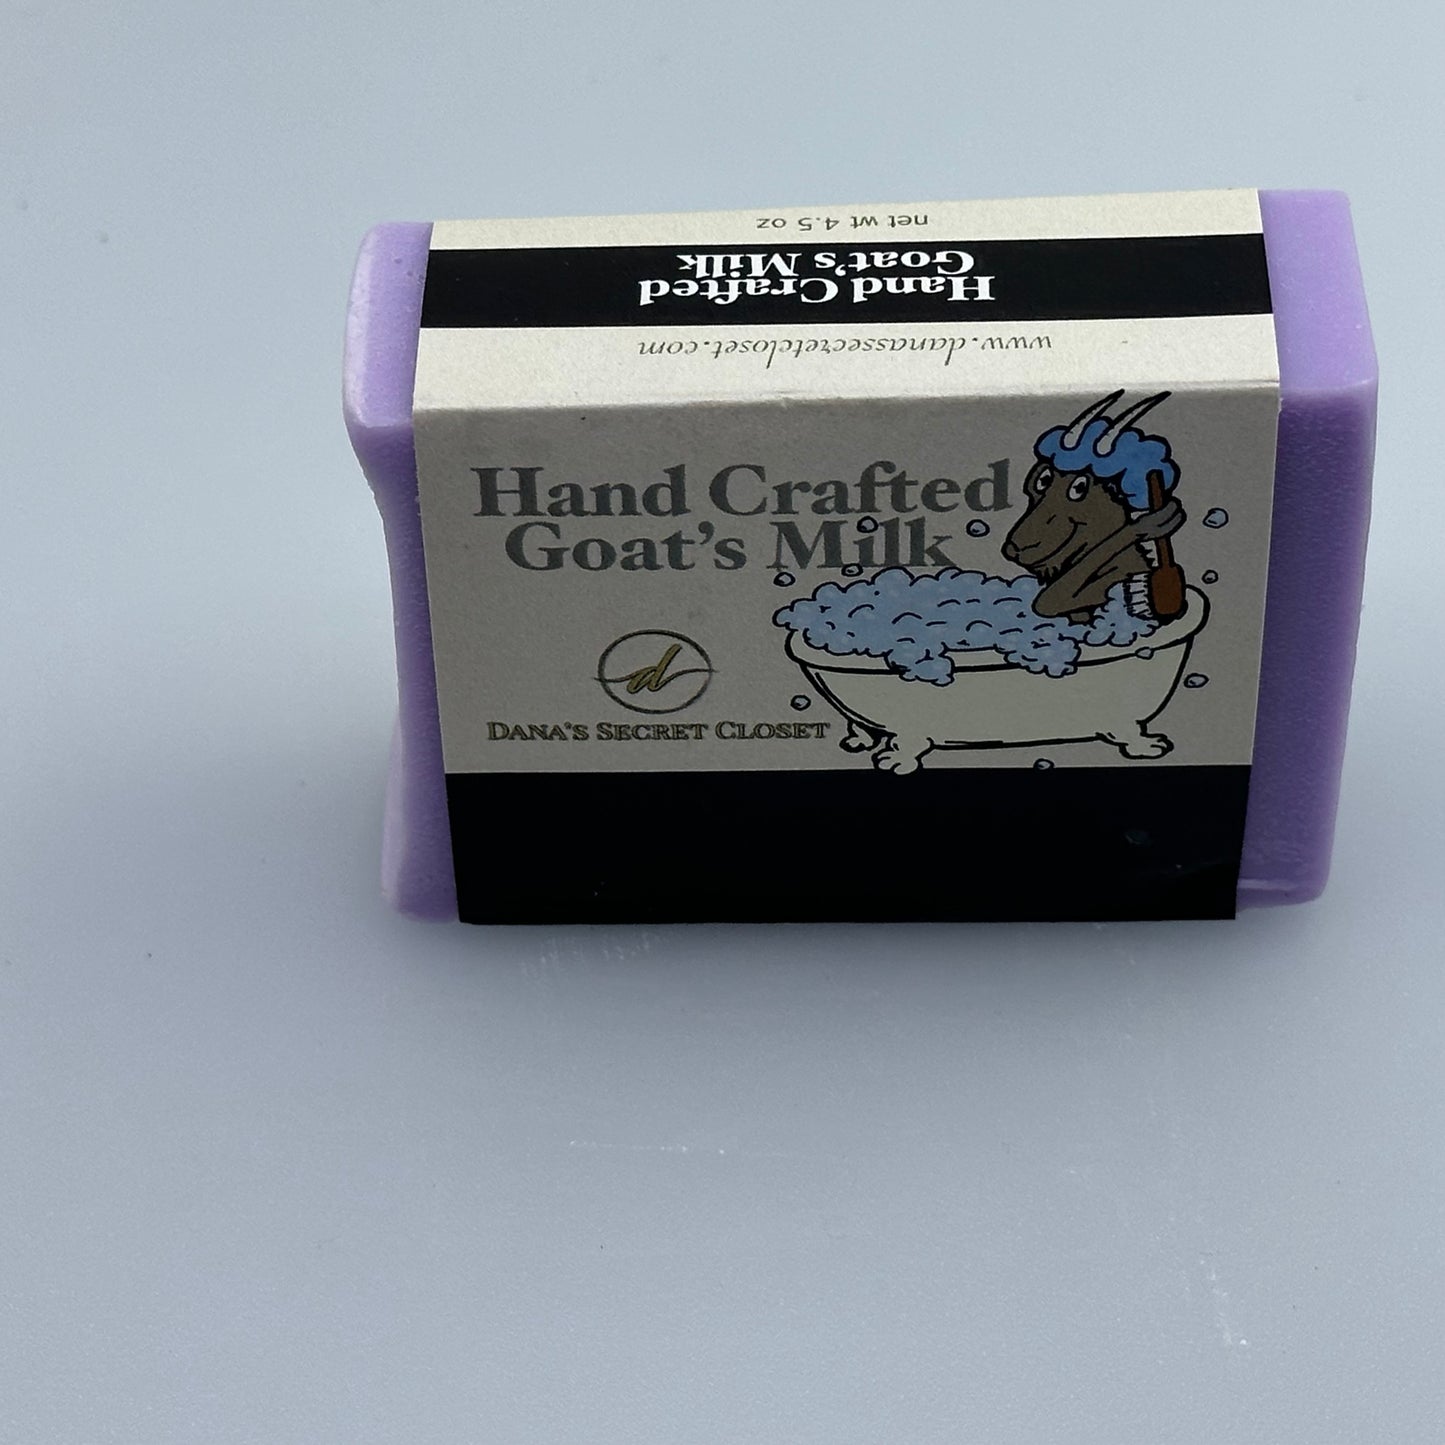 net wt 4.5 oz
Hand Crafted
Goat's Milk
www.danassecretcloset.com
Hand Crafted
Goat's Milk
d
DANA'S SECRET CLOSET